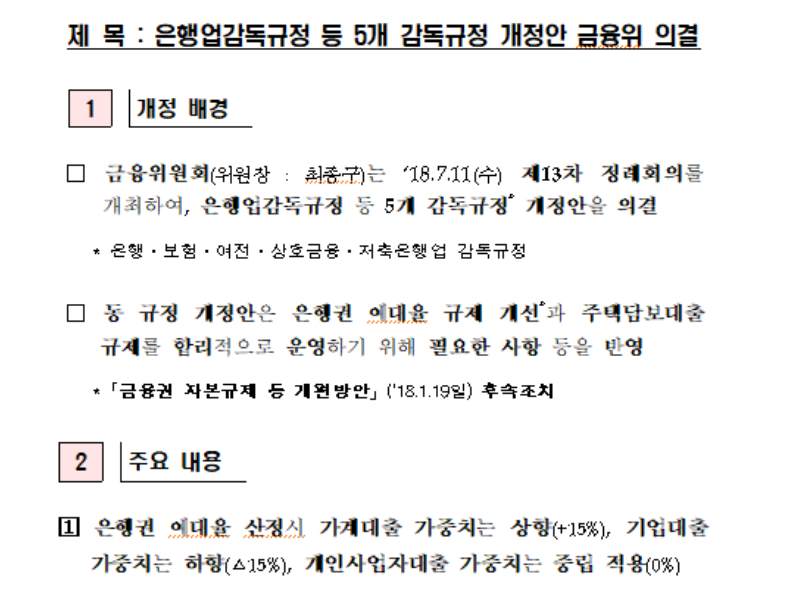 제 목 : 은행업감독규정 등 5개 감독규정 개정안 금융위 의결
1 개정 배경
□ 금융위원회(위원장 : 최종구)는 ‘18.7.11(수) 제13차 정례회의를
개최하여, 은행업감독규정 등 5개 감독규정* 개정안을 의결
* 은행·보험·여전·상호금융·저축은행업 감독규정
□ 동 규정 개정안은 은행권 예대율 규제 개선*과 주택담보대출
규제를 합리적으로 운영하기 위해 필요한 사항 등을 반영
* 「금융권 자본규제 등 개편방안」('18.1.19일) 후속조치
2 주요 내용
1 은행권 예대율 산정시 가계대출 가중치는 상향(+15%), 기업대출
가중치는 하향(△15%), 개인사업자대출 가중치는 중립 적용(0%)